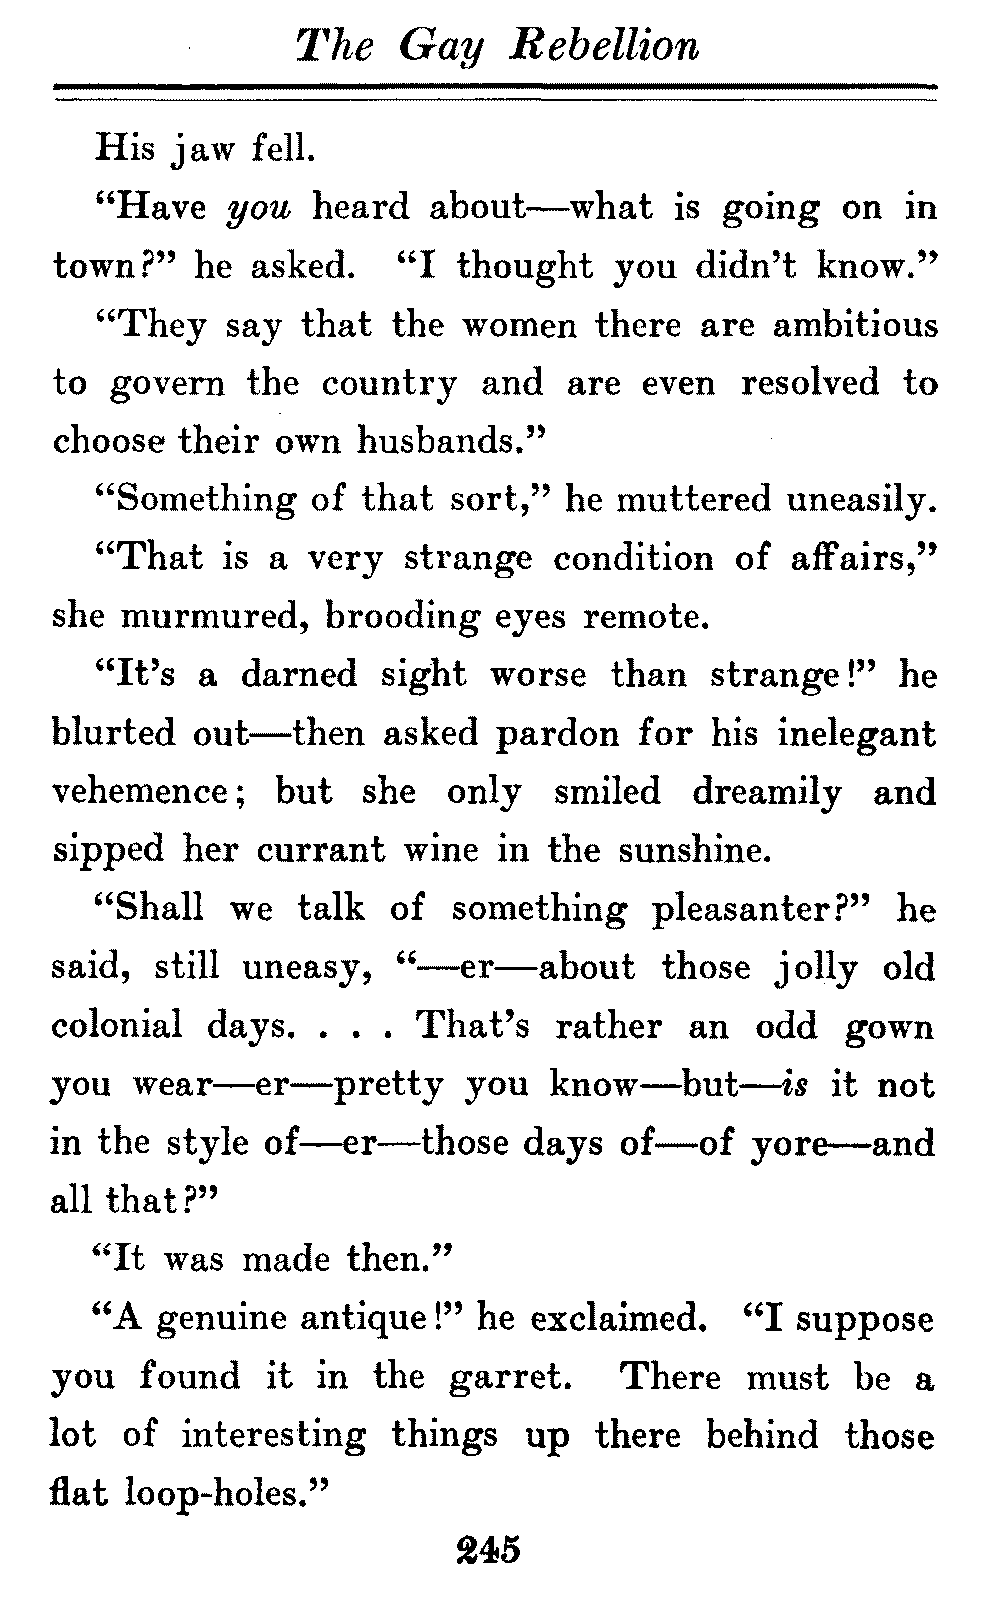 The Gay Rebellion
His jaw fell.
“Have you heard about—what is going on in
town?” he asked. “I thought you didn’t know.”
“They say that the women there are ambitious
to govern the country and are even resolved to
choose their own husbands.”
“Something of that sort,” he muttered uneasily.
“That is a very strange condition of affairs,”
she murmured, brooding eyes remote.
“It’s a darned sight worse than strange!” he
blurted out—then asked pardon for his inelegant
vehemence; but she only smiled dreamily and
sipped her currant wine in the sunshine.
“Shall we talk of something pleasanter?” he
said, still uneasy, “—er—about those jolly old
colonial days. . . . That’s rather an odd gown
you wear—er—pretty you know—but—is it not
in the style of—er—those days of—of yore—and
all that?”
“It was made then.”
“A genuine antique!” he exclaimed. “I suppose
you found it in the garret. There must be a
lot of interesting things up there behind those
flat loop-holes.”
245